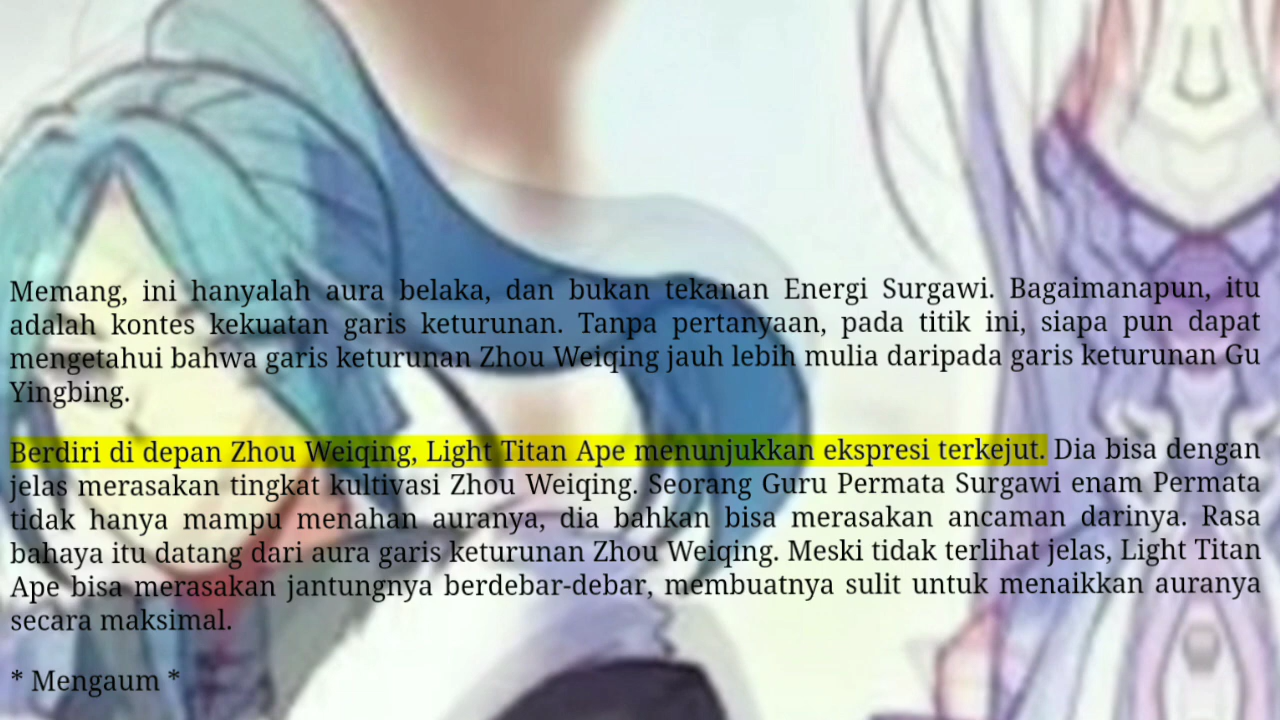 Memang, ini hanyalah aura belaka, dan bukan tekanan Energi Surgawi. Bagaimanapun, itu
adalah kontes kekuatan garis keturunan. Tanpa pertanyaan, pada titik ini, siapa pun dapat
mengetahui bahwa garis keturunan Zhou Weiqing jauh lebih mulia daripada garis keturunan Gu
Yingbing.
Berdiri di depan Zhou Weiqing, Light Titan Ape menunjukkan ekspresi terkejut. Dia bisa dengan
jelas merasakan tingkat kultivasi Zhou Weiqing. Seorang Guru Permata Surgawi enam Permata
tidak hanya mampu menahan auranya, dia bahkan bisa merasakan ancaman darinya. Rasa
bahaya itu datang dari aura garis keturunan Zhou Weiqing. Meski tidak terlihat jelas, Light Titan
Ape bisa merasakan jantungnya berdebar-debar, membuatnya sulit untuk menaikkan auranya
secara maksimal.
* Mengaum *